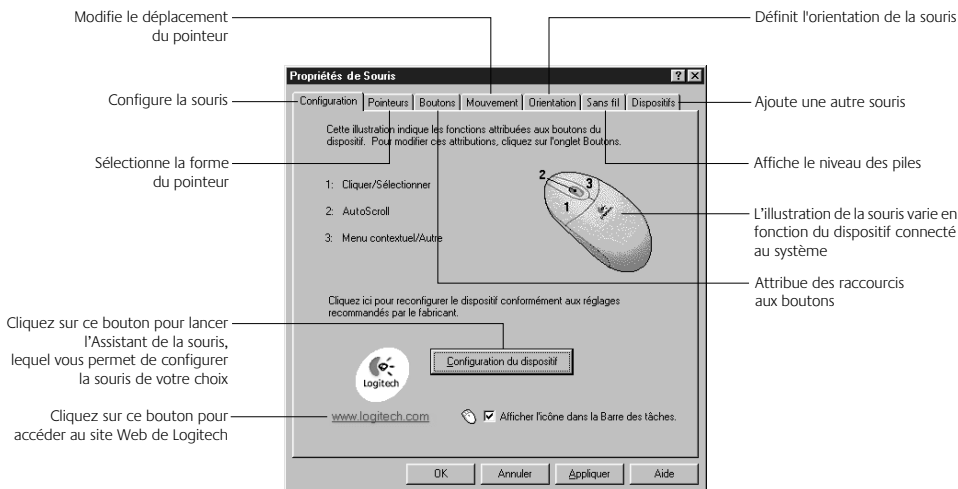 Modifie le déplacement
du pointeur
Définit l'orientation de la souris
Propriétés de Souris
Configure la souris
Configuration Pointeurs Boutons Mouvement Orientation Sans fil Dispositifs
Ajoute une autre souris
Cette illustration indique les fonctions attribuées aux boutons du
dispositif. Pour modifier ces attributions, cliquez sur l'onglet Boutons.
Sélectionne la forme
du pointeur
Affiche le niveau des piles
1: Cliquer/Sélectionner
2: AutoScroll
3: Menu contextuel/Autre
2
3
1
L'illustration de la souris varie en
fonction du dispositif connecté
au système
Attribue des raccourcis
aux boutons
Cliquez ici pour reconfigurer le dispositif conformément aux réglages
recommandés par le fabricant.
Cliquez sur ce bouton pour lancer
l'Assistant de la souris,
lequel vous permet de configurer
la souris de votre choix
Configuration du dispositif
Logitech
Cliquez sur ce bouton pour
accéder au site Web de Logitech
www.logitech.com
Afficher l'icône dans la Barre des tâches.
OK Annuler Appliquer Aide